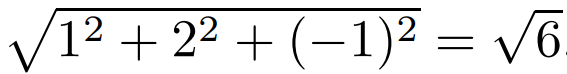 √(1² + 2² + (−1)²) = √6.